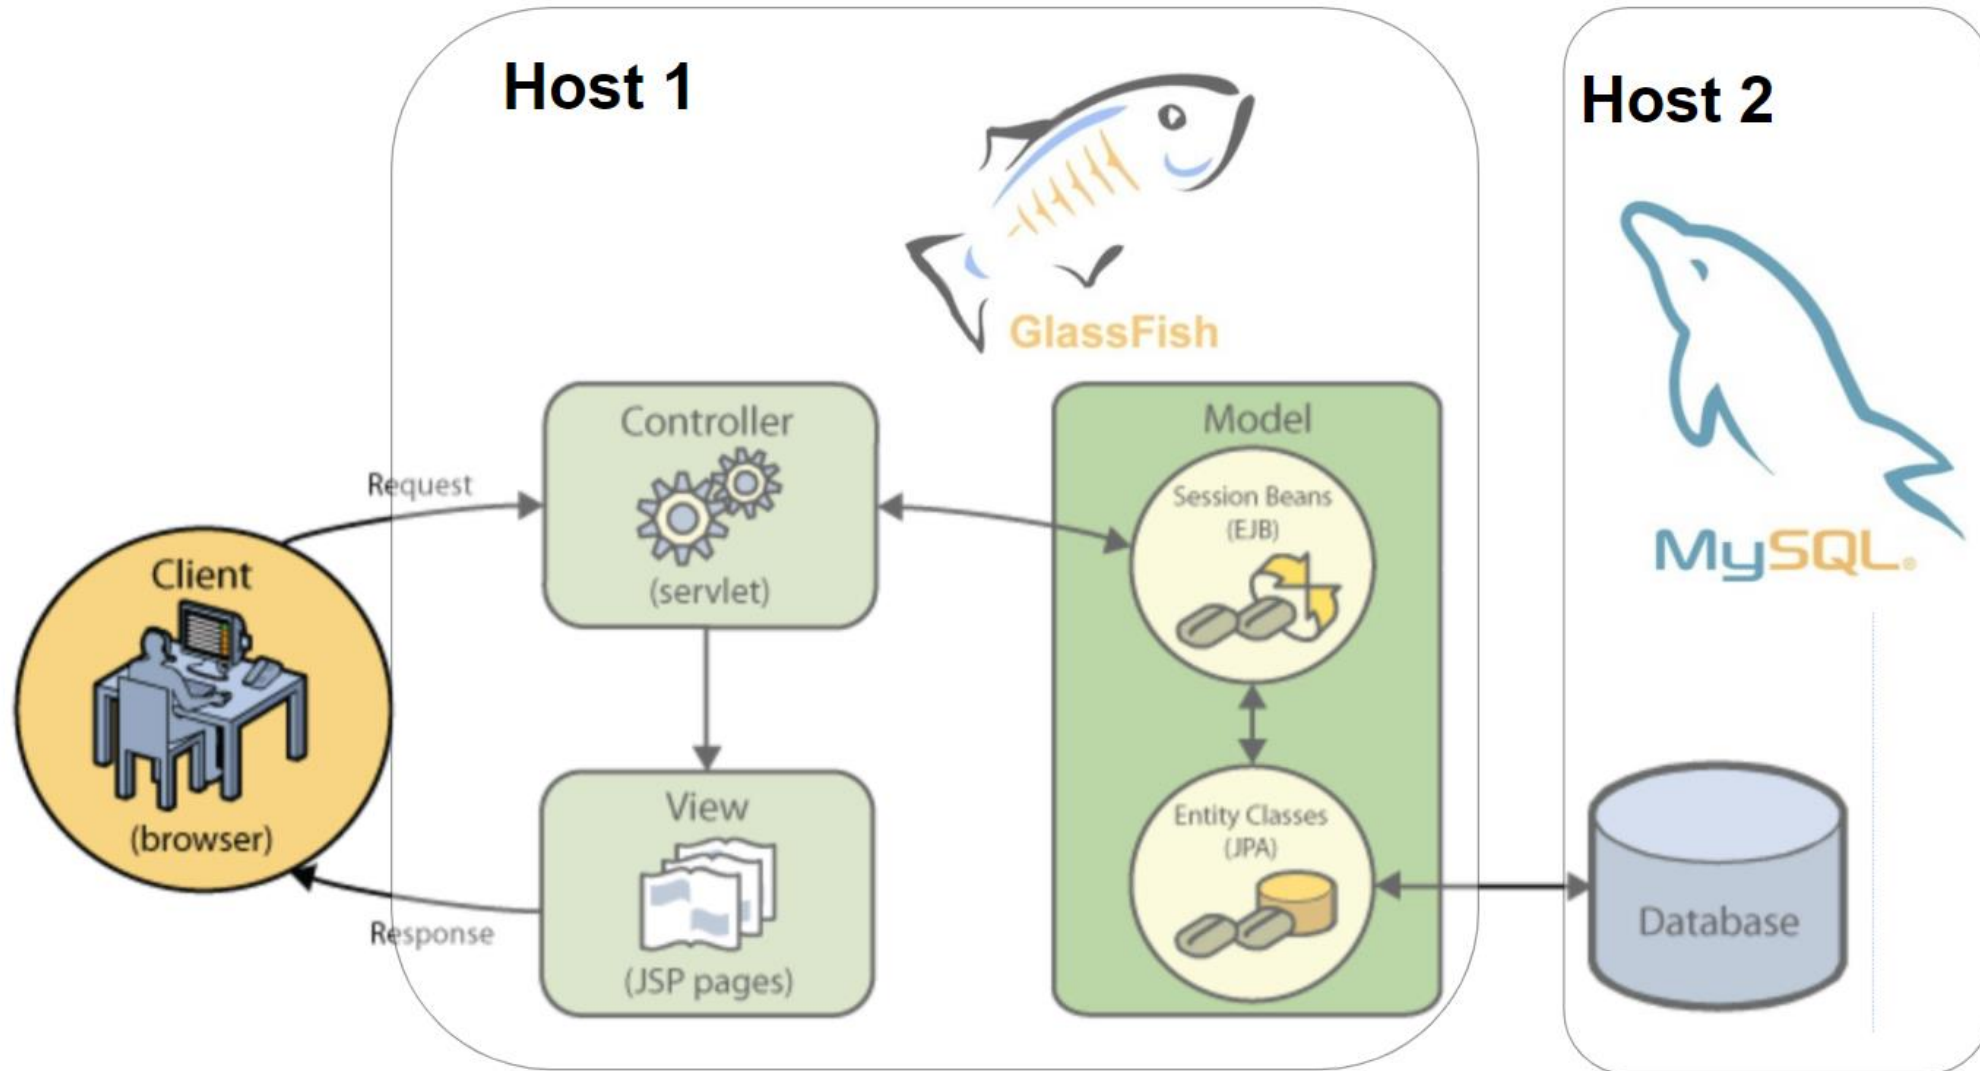 Host 1
Host 2
GlassFish
MySQL®
Controller
(servlet)
Model
Session Beans
(EJB)
Entity Classes
(JPA)
Request
Client
(browser)
View
(JSP pages)
Response
Database